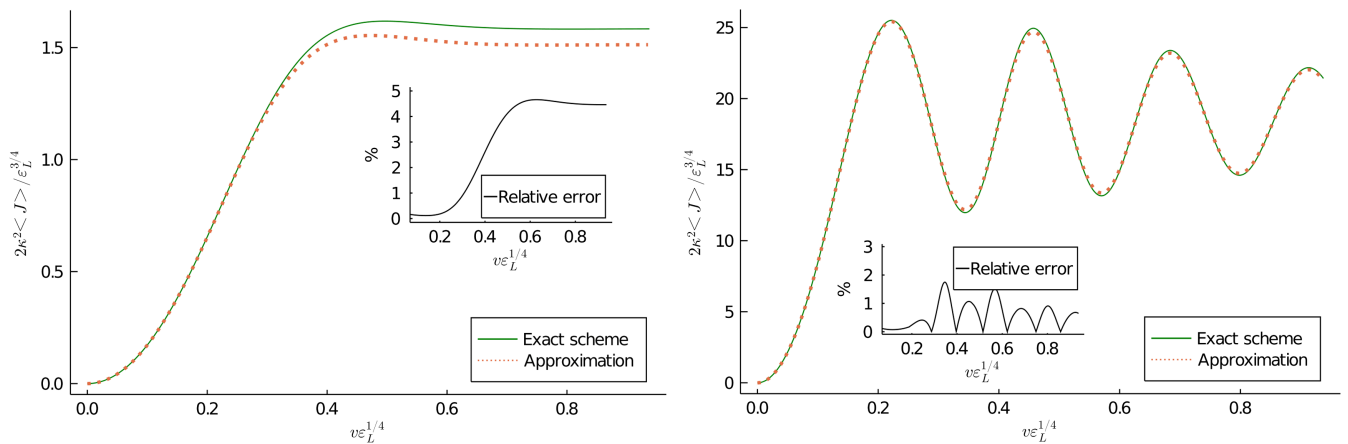 2κ²< J >/ε_L^{3/4}
1.5
1.0
0.5
0.0
0.0 0.2 0.4 0.6 0.8
vε_L^{1/4}
%
5
4
3
2
1
0
0.2 0.4 0.6 0.8
vε_L^{1/4}
Relative error
Exact scheme
Approximation
2κ²< J >/ε_L^{3/4}
25
20
15
10
5
0
0.0 0.2 0.4 0.6 0.8
vε_L^{1/4}
%
3
2
1
0
0.2 0.4 0.6 0.8
vε_L^{1/4}
Relative error
Exact scheme
Approximation